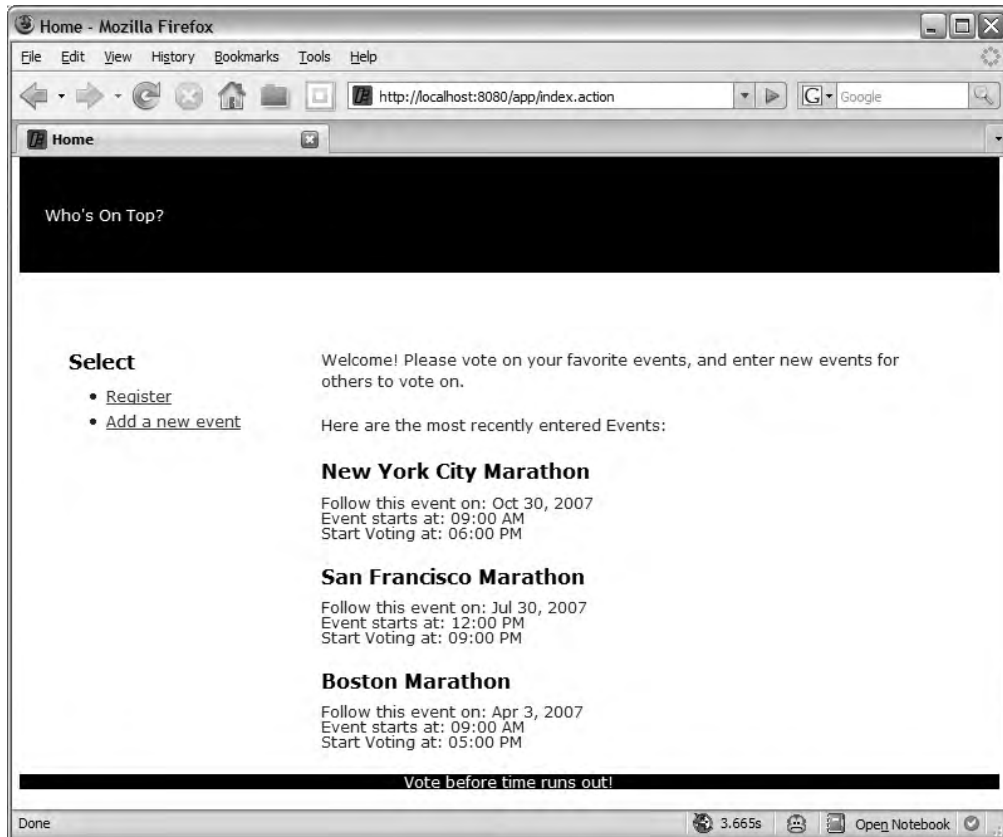 Home - Mozilla Firefox
File Edit View History Bookmarks Tools Help
http://localhost:8080/app/index.action
G Google
Home
Who's On Top?
Select
Register
Add a new event
Welcome! Please vote on your favorite events, and enter new events for
others to vote on.
Here are the most recently entered Events:
New York City Marathon
Follow this event on: Oct 30, 2007
Event starts at: 09:00 AM
Start Voting at: 06:00 PM
San Francisco Marathon
Follow this event on: Jul 30, 2007
Event starts at: 12:00 PM
Start Voting at: 09:00 PM
Boston Marathon
Follow this event on: Apr 3, 2007
Event starts at: 09:00 AM
Start Voting at: 05:00 PM
Vote before time runs out!
Done 3.665s Open Notebook